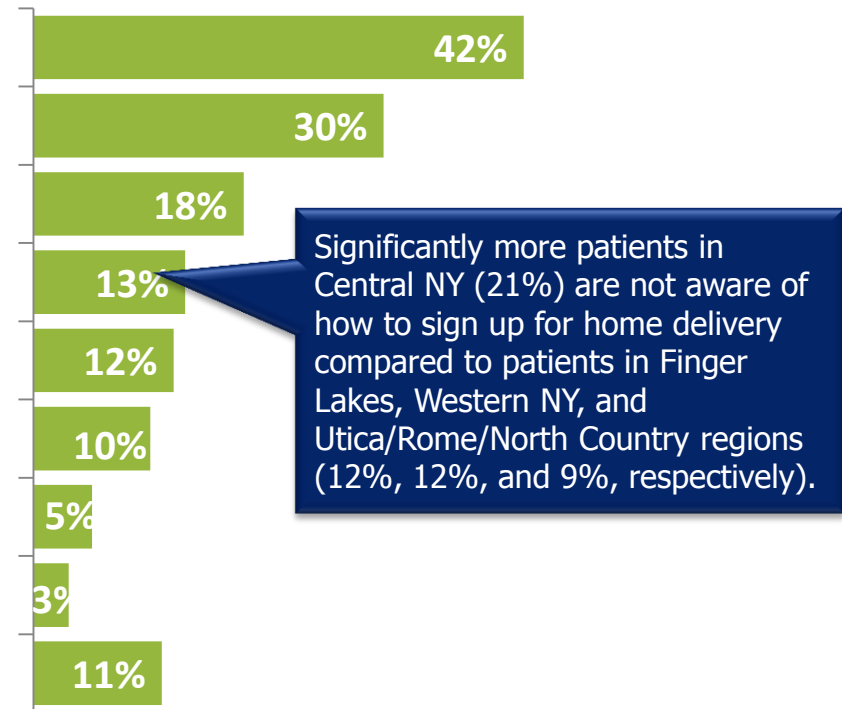 42%
30%
18%
13%
Significantly more patients in
Central NY (21%) are not aware of
how to sign up for home delivery
compared to patients in Finger
Lakes, Western NY, and
Utica/Rome/North Country regions
(12%, 12%, and 9%, respectively).
12%
10%
5%
3%
11%